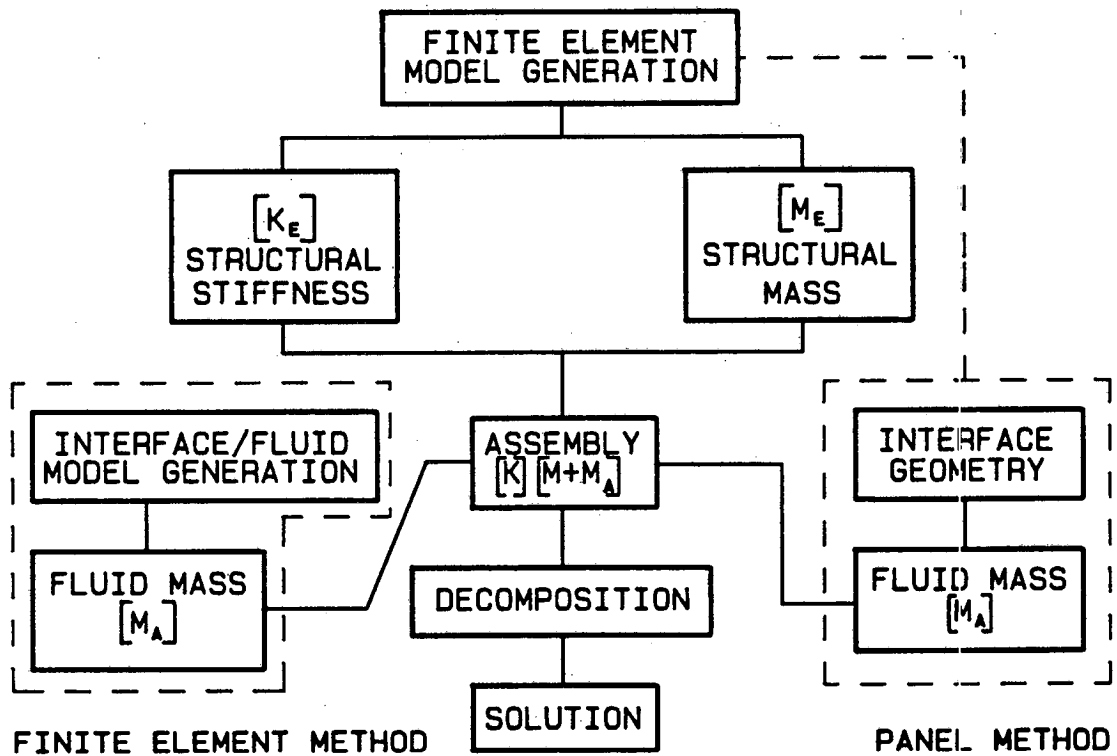 FINITE ELEMENT
MODEL GENERATION
[K_E]
STRUCTURAL
STIFFNESS
[M_E]
STRUCTURAL
MASS
INTERFACE/FLUID
MODEL GENERATION
FLUID MASS
[M_A]
ASSEMBLY
[K] [M+M_A]
DECOMPOSITION
SOLUTION
INTERFACE
GEOMETRY
FLUID MASS
[M_A]
FINITE ELEMENT METHOD
PANEL METHOD